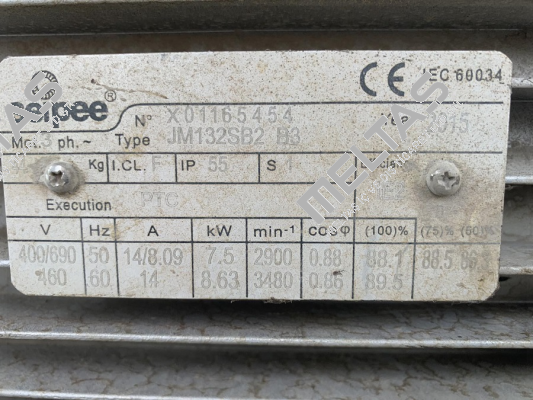 seipee
CE IEC 60034
N° X01165454 2013
Mot. 3 ph.~ Type JM132SB2 B3
Kg I.CL. F IP 55 S
Execution PTC
V Hz A kW min-¹ cosφ (100)% (75)%
400/690 50 14/8.09 7.5 2900 0.88 88.1 88.5
460 60 14 8.63 3480 0.86 89.5
MELTAS